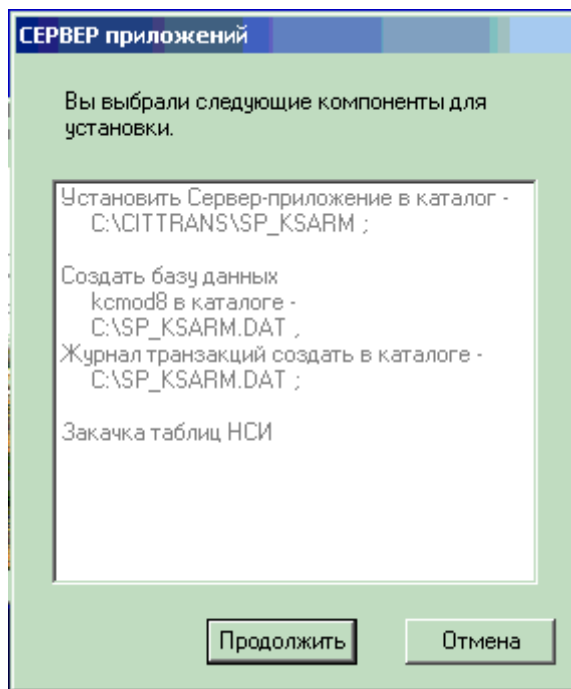 СЕРВЕР приложений
Вы выбрали следующие компоненты для
установки.
Установить Сервер-приложение в каталог -
C:\CITTRANS\SP_KSARM ;
Создать базу данных
kcmod8 в каталоге -
C:\SP_KSARM.DAT ,
Журнал транзакций создать в каталоге -
C:\SP_KSARM.DAT ;
Закачка таблиц НСИ
Продолжить
Отмена